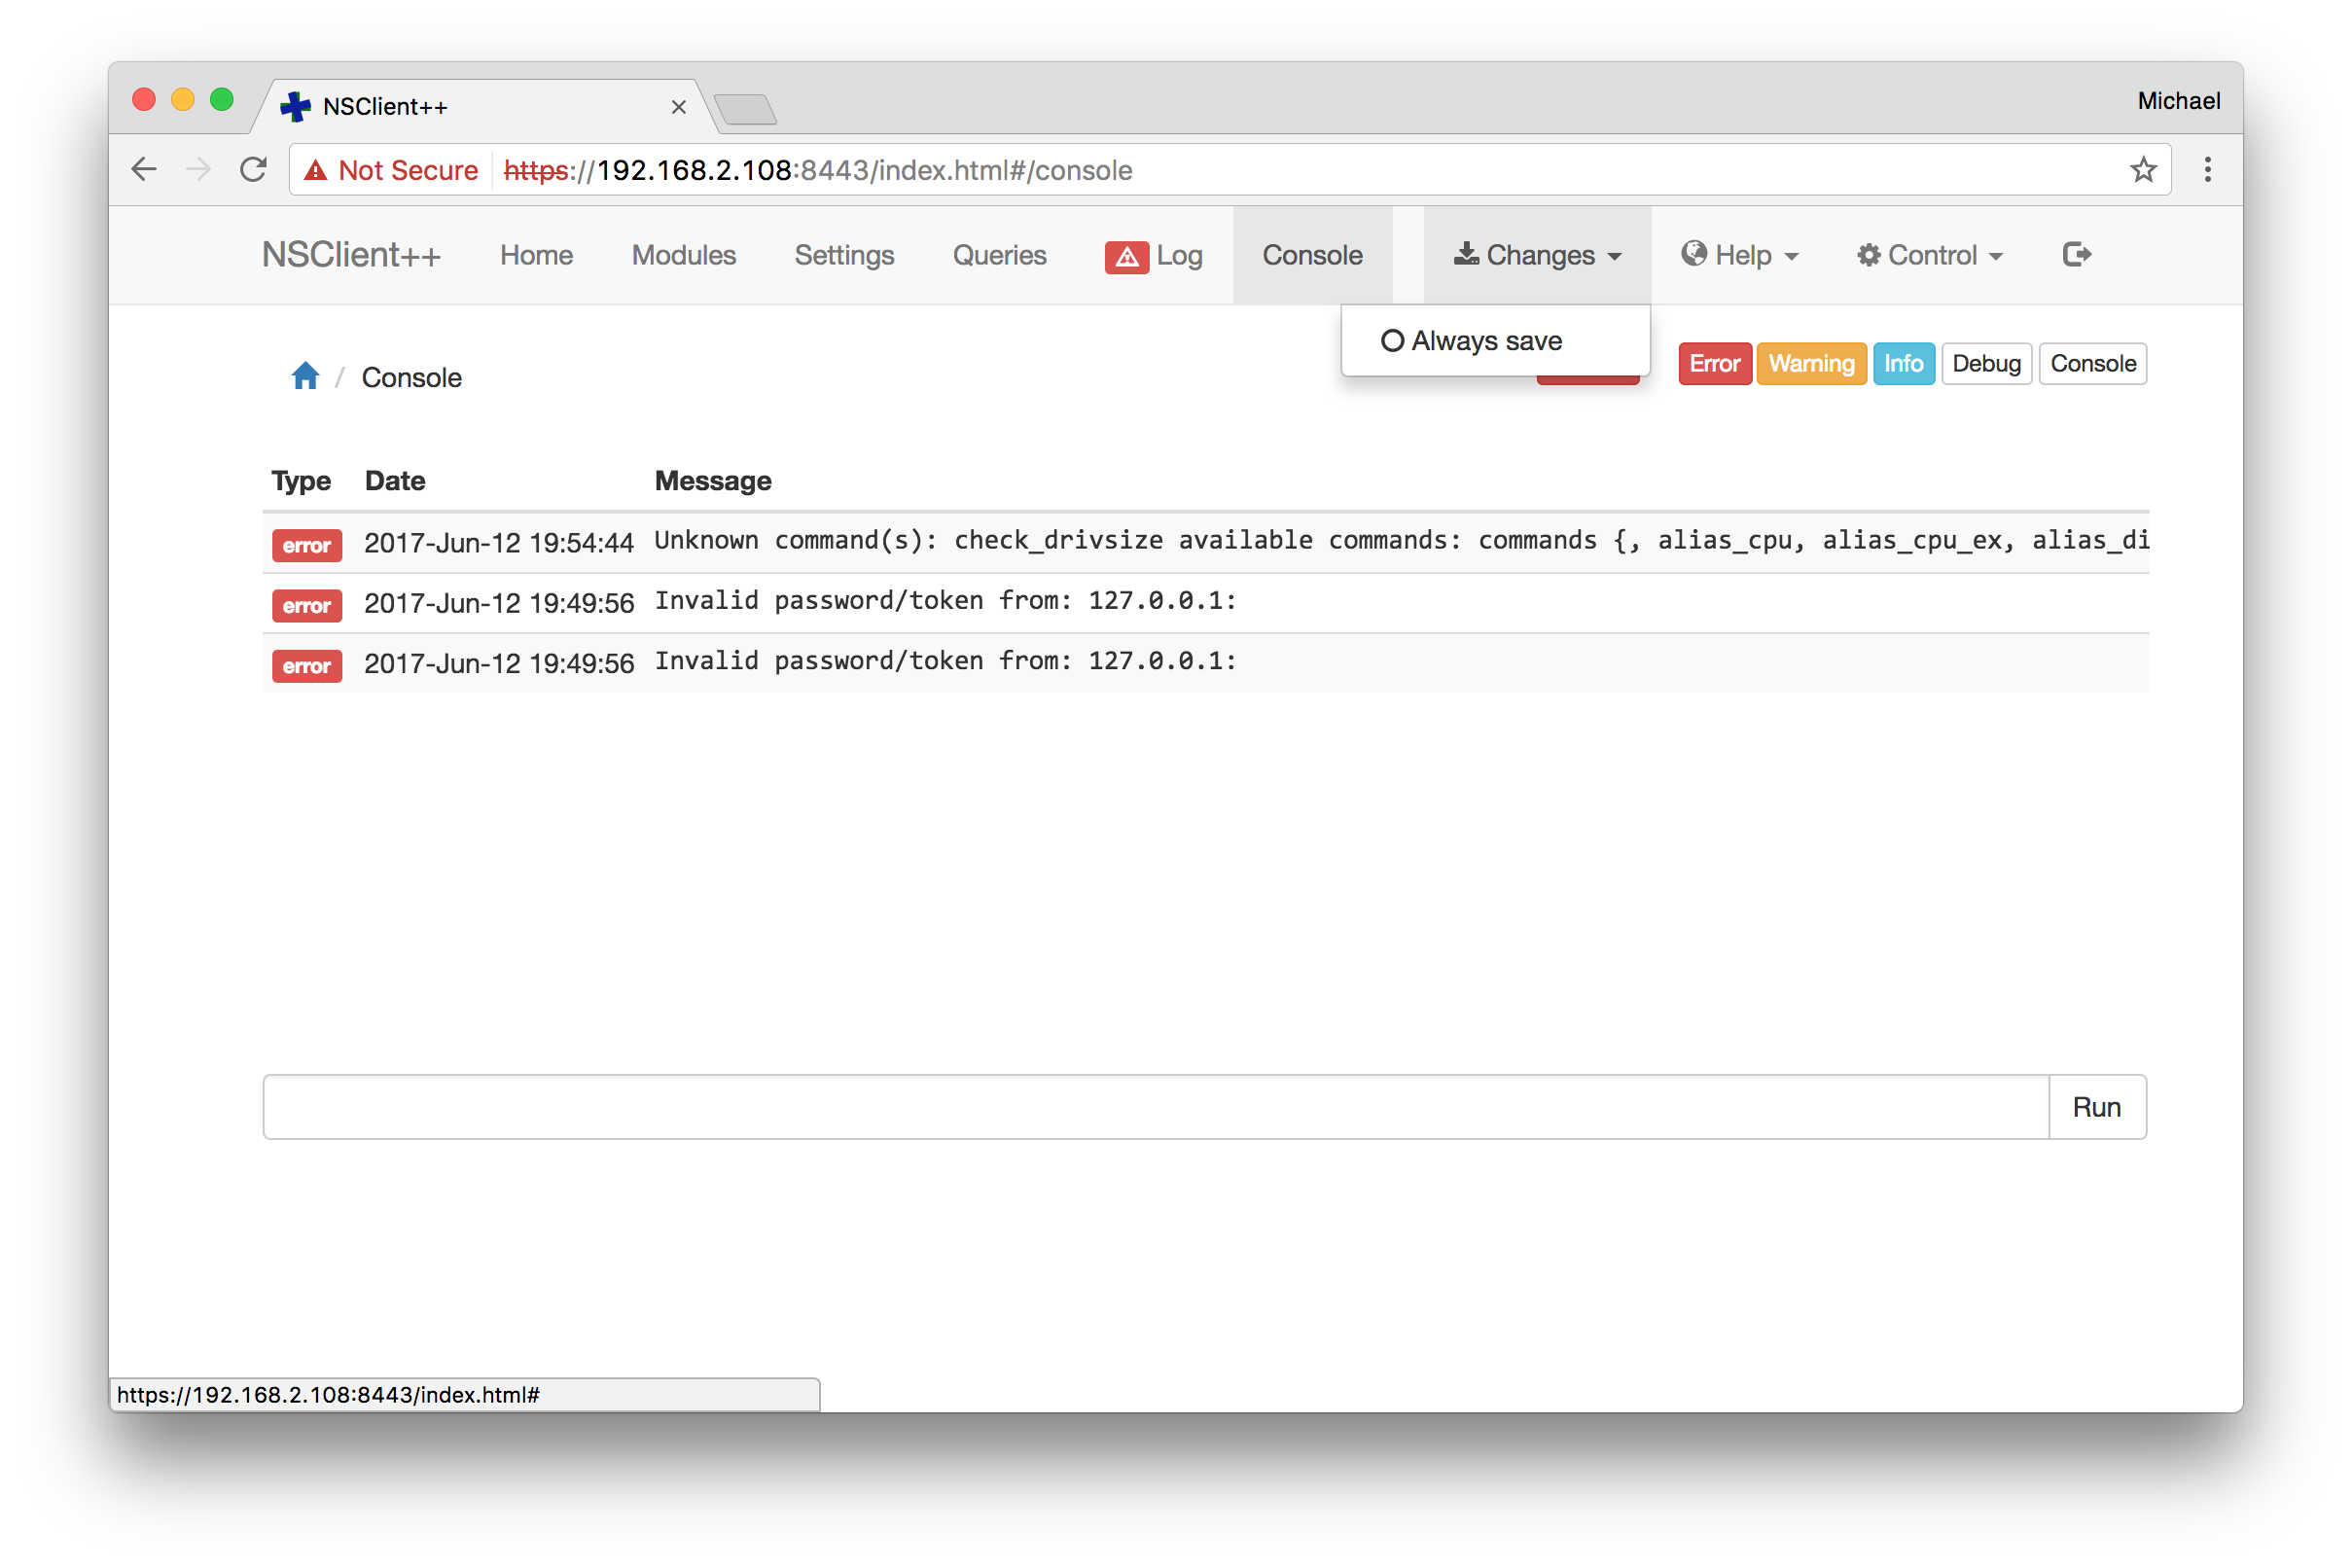 NSClient++
Michael
Not Secure https://192.168.2.108:8443/index.html#/console
NSClient++ Home Modules Settings Queries Log Console Changes Help Control
Always save
/ Console
Error Warning Info Debug Console
Type Date Message
error 2017-Jun-12 19:54:44 Unknown command(s): check_drivsize available commands: commands {, alias_cpu, alias_cpu_ex, alias_di
error 2017-Jun-12 19:49:56 Invalid password/token from: 127.0.0.1:
error 2017-Jun-12 19:49:56 Invalid password/token from: 127.0.0.1:
Run
https://192.168.2.108:8443/index.html#